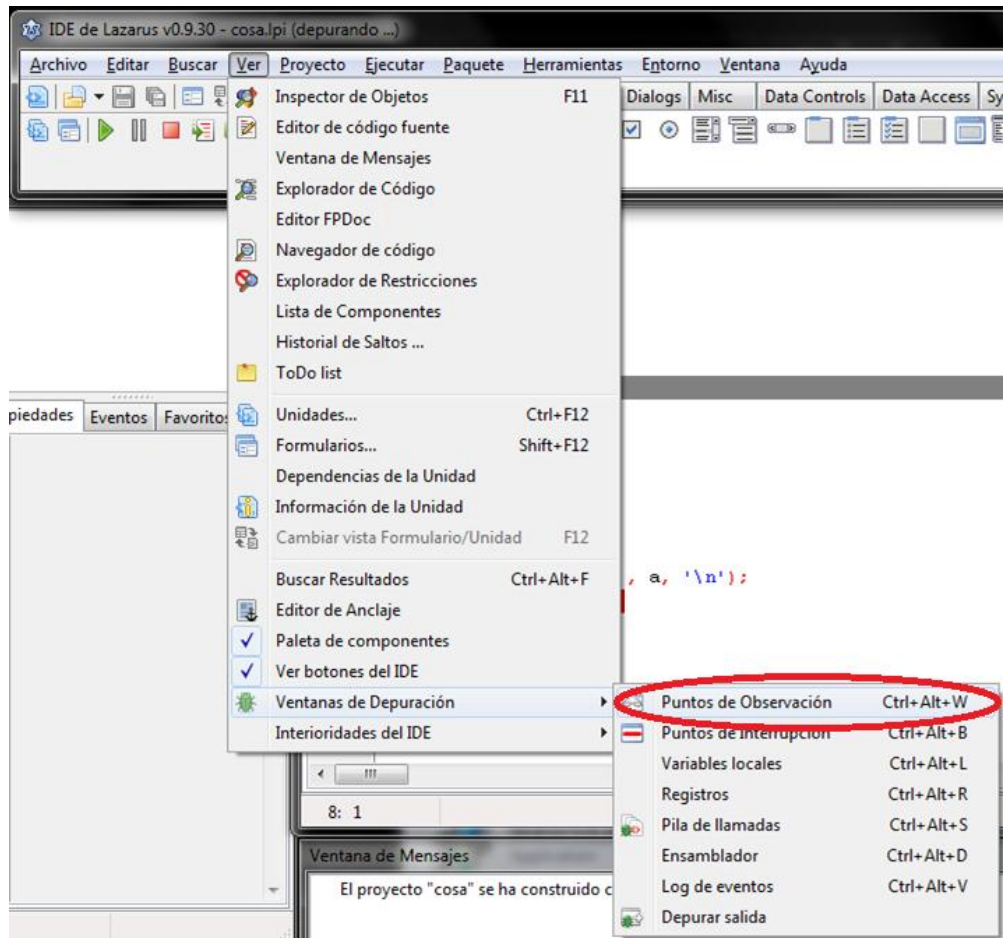 IDE de Lazarus v0.9.30 - cosa.lpi (depurando ...)
Archivo Editar Buscar Ver Proyecto Ejecutar Paquete Herramientas Entorno Ventana Ayuda
Dialogs Misc Data Controls Data Access Sy
Inspector de Objetos F11
Editor de código fuente
Ventana de Mensajes
Explorador de Código
Editor FPDoc
Navegador de código
Explorador de Restricciones
Lista de Componentes
Historial de Saltos ...
ToDo list
piedades Eventos Favoritos
Unidades... Ctrl+F12
Formularios... Shift+F12
Dependencias de la Unidad
Información de la Unidad
Cambiar vista Formulario/Unidad F12
Buscar Resultados Ctrl+Alt+F
, a, '\n');
Editor de Anclaje
Paleta de componentes
Ver botones del IDE
Ventanas de Depuración
Interioridades del IDE
Puntos de Observación Ctrl+Alt+W
Puntos de Interrupción Ctrl+Alt+B
Variables locales Ctrl+Alt+L
Registros Ctrl+Alt+R
Pila de llamadas Ctrl+Alt+S
Ensamblador Ctrl+Alt+D
Log de eventos Ctrl+Alt+V
Depurar salida
8: 1
Ventana de Mensajes
El proyecto "cosa" se ha construido c